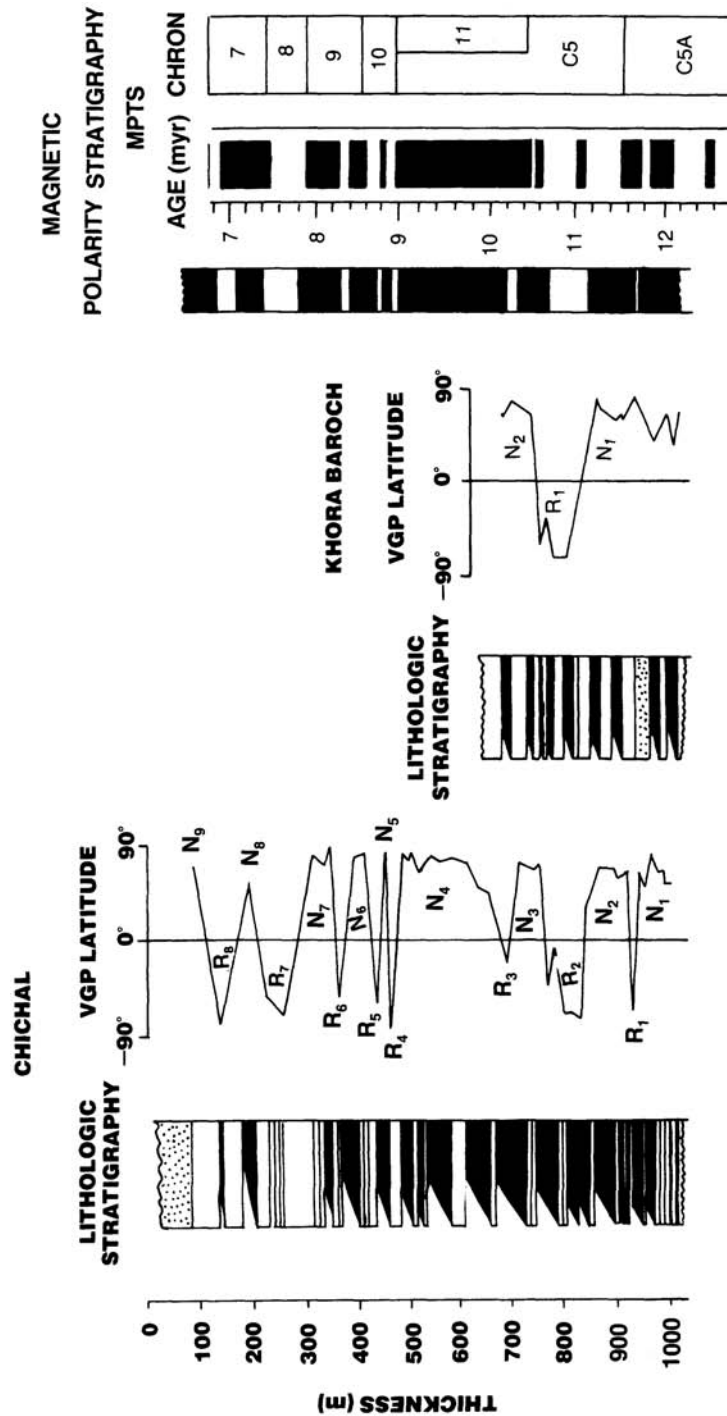 CHICHAL
LITHOLOGIC
STRATIGRAPHY
VGP LATITUDE
−90°
0°
90°
N9
R8
N8
R7
N7
R6
N6
R5
N5
R4
N4
R3
N3
R2
N2
R1
N1
THICKNESS (m)
0
100
200
300
400
500
600
700
800
900
1000
KHORA BAROCH
LITHOLOGIC
STRATIGRAPHY
VGP LATITUDE
−90°
0°
90°
N2
R1
N1
MAGNETIC
POLARITY STRATIGRAPHY
MPTS
AGE (myr)
CHRON
7
8
9
10
11
12
7
8
9
10
11
C5
C5A